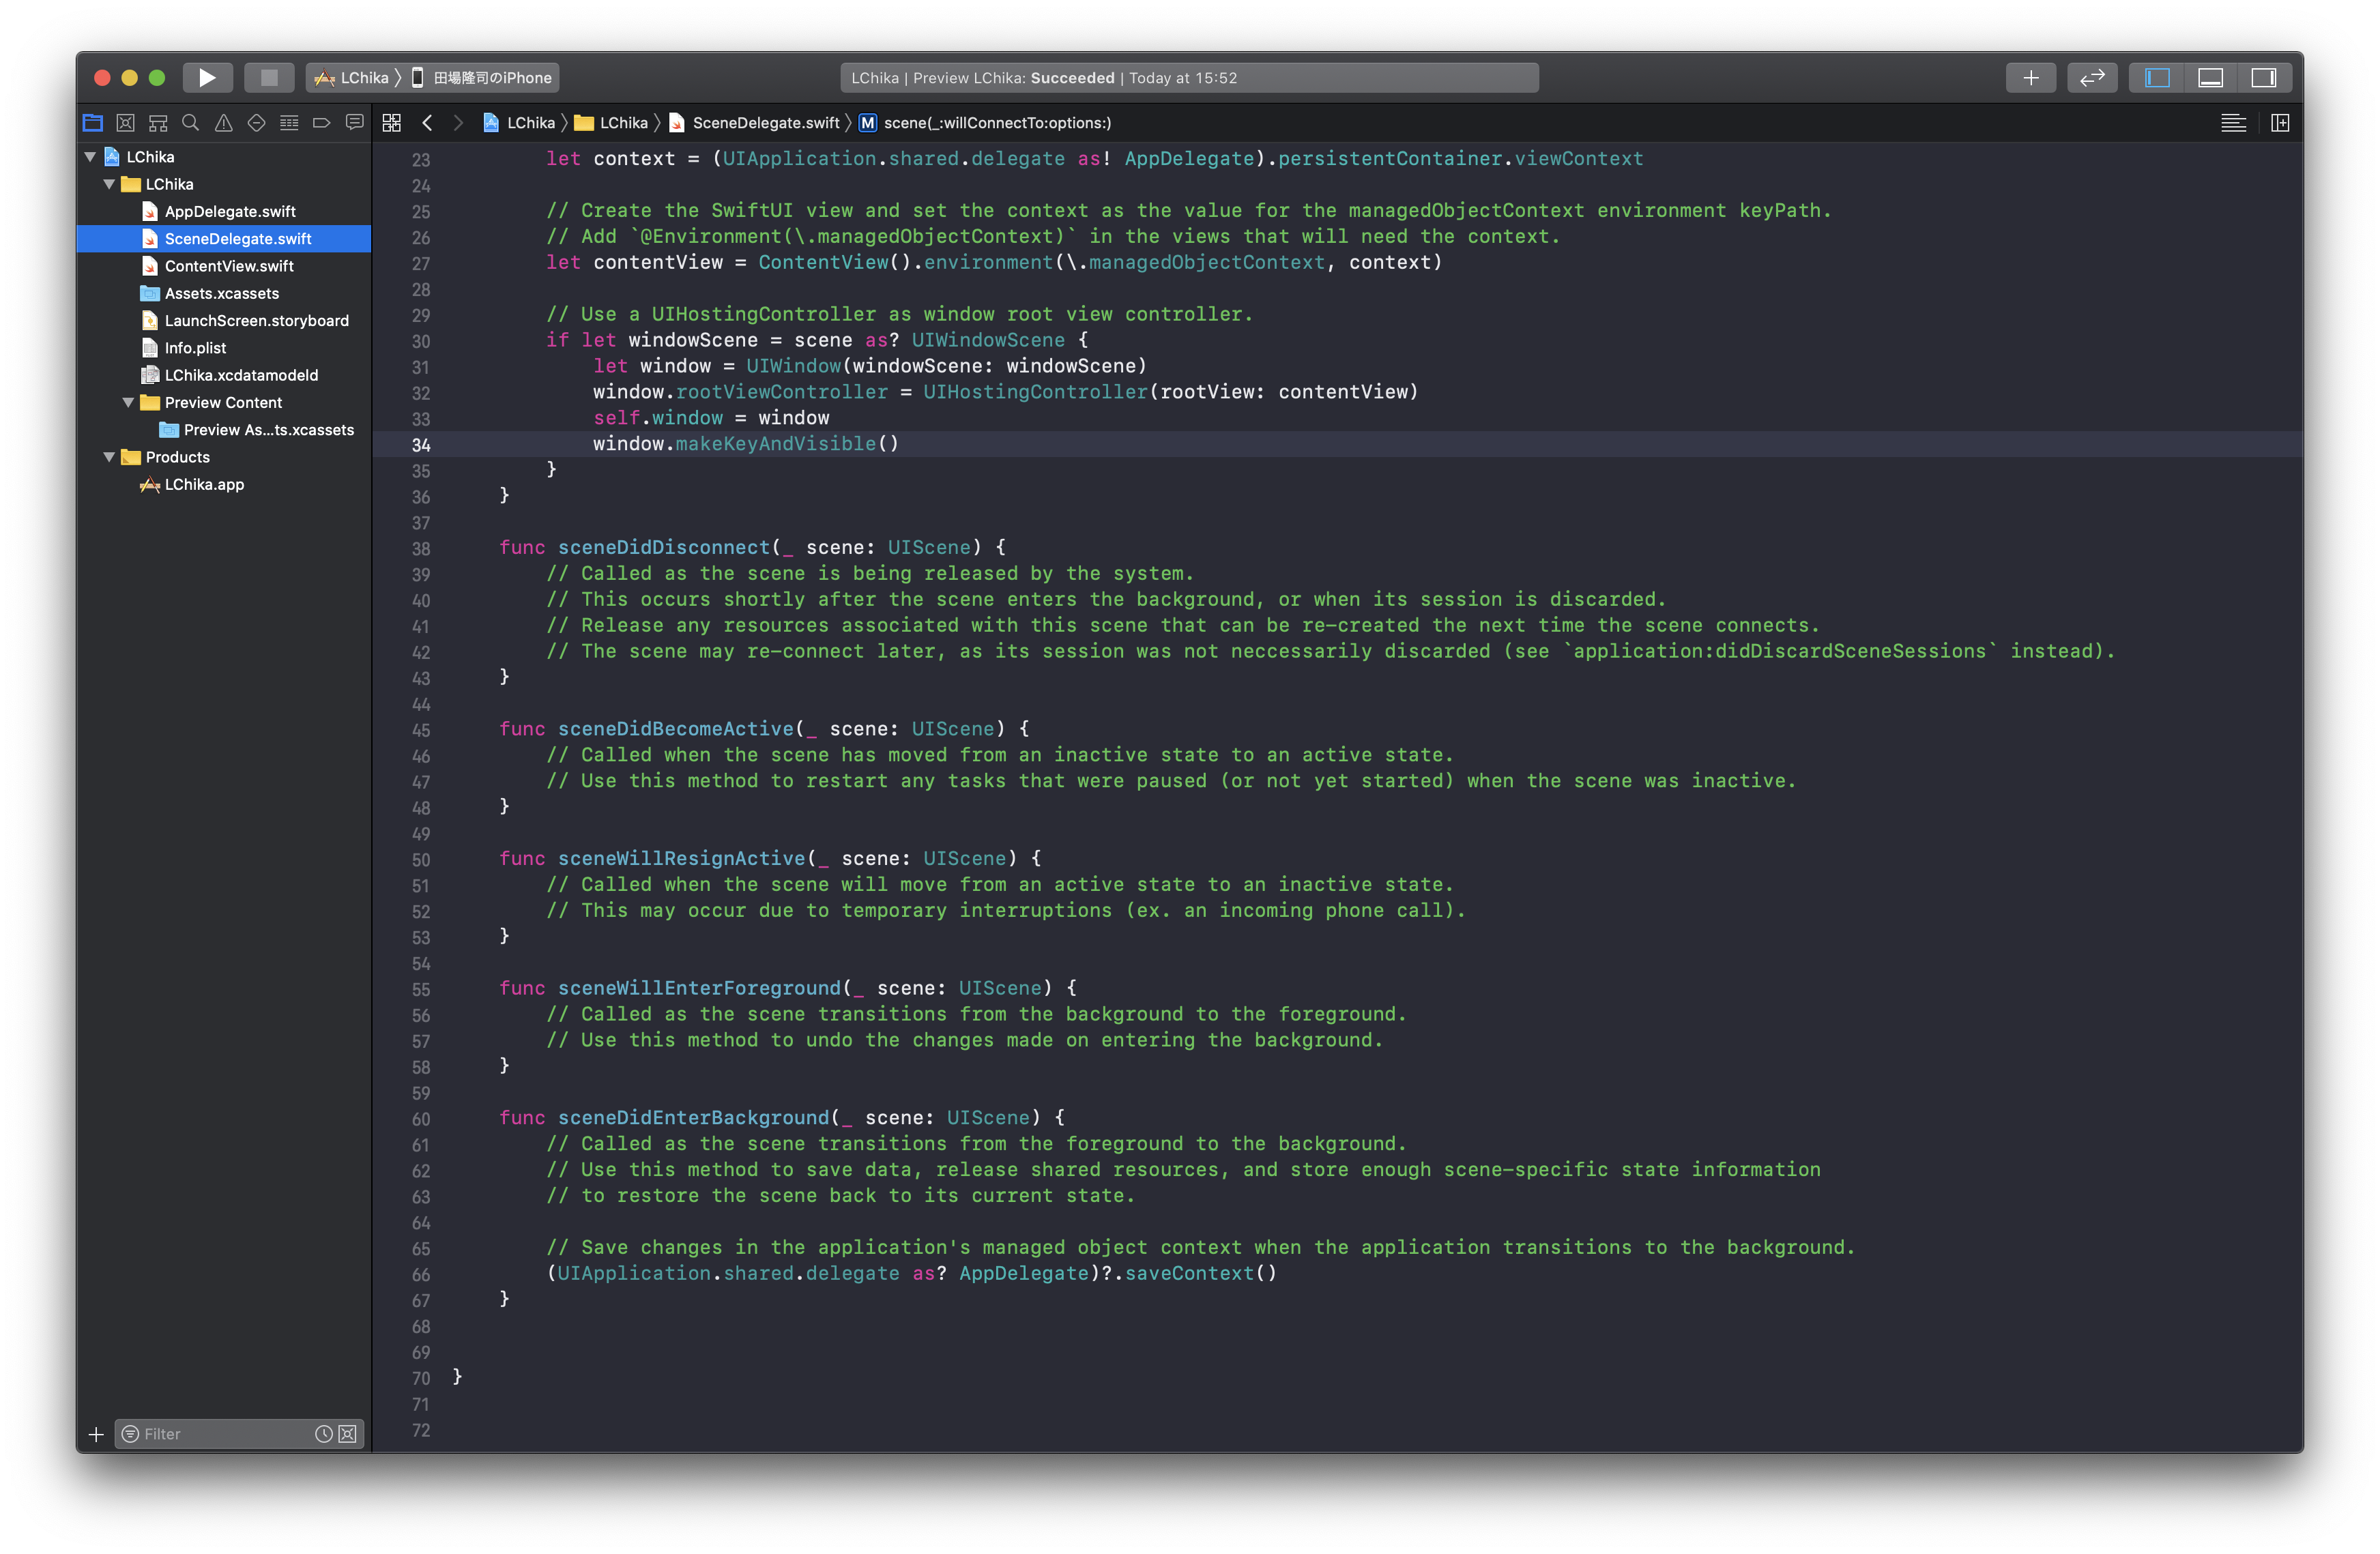 LChika 〉 田場隆司のiPhone
LChika | Preview LChika: Succeeded | Today at 15:52
LChika 〉 LChika 〉 SceneDelegate.swift 〉 M scene(_:willConnectTo:options:)
LChika
LChika
AppDelegate.swift
SceneDelegate.swift
ContentView.swift
Assets.xcassets
LaunchScreen.storyboard
Info.plist
LChika.xcdatamodeld
Preview Content
Preview As...ts.xcassets
Products
LChika.app
Filter
23 let context = (UIApplication.shared.delegate as! AppDelegate).persistentContainer.viewContext
24
25 // Create the SwiftUI view and set the context as the value for the managedObjectContext environment keyPath.
26 // Add `@Environment(\.managedObjectContext)` in the views that will need the context.
27 let contentView = ContentView().environment(\.managedObjectContext, context)
28
29 // Use a UIHostingController as window root view controller.
30 if let windowScene = scene as? UIWindowScene {
31 let window = UIWindow(windowScene: windowScene)
32 window.rootViewController = UIHostingController(rootView: contentView)
33 self.window = window
34 window.makeKeyAndVisible()
35 }
36 }
37
38 func sceneDidDisconnect(_ scene: UIScene) {
39 // Called as the scene is being released by the system.
40 // This occurs shortly after the scene enters the background, or when its session is discarded.
41 // Release any resources associated with this scene that can be re-created the next time the scene connects.
42 // The scene may re-connect later, as its session was not neccessarily discarded (see `application:didDiscardSceneSessions` instead).
43 }
44
45 func sceneDidBecomeActive(_ scene: UIScene) {
46 // Called when the scene has moved from an inactive state to an active state.
47 // Use this method to restart any tasks that were paused (or not yet started) when the scene was inactive.
48 }
49
50 func sceneWillResignActive(_ scene: UIScene) {
51 // Called when the scene will move from an active state to an inactive state.
52 // This may occur due to temporary interruptions (ex. an incoming phone call).
53 }
54
55 func sceneWillEnterForeground(_ scene: UIScene) {
56 // Called as the scene transitions from the background to the foreground.
57 // Use this method to undo the changes made on entering the background.
58 }
59
60 func sceneDidEnterBackground(_ scene: UIScene) {
61 // Called as the scene transitions from the foreground to the background.
62 // Use this method to save data, release shared resources, and store enough scene-specific state information
63 // to restore the scene back to its current state.
64
65 // Save changes in the application's managed object context when the application transitions to the background.
66 (UIApplication.shared.delegate as? AppDelegate)?.saveContext()
67 }
68
69
70 }
71
72